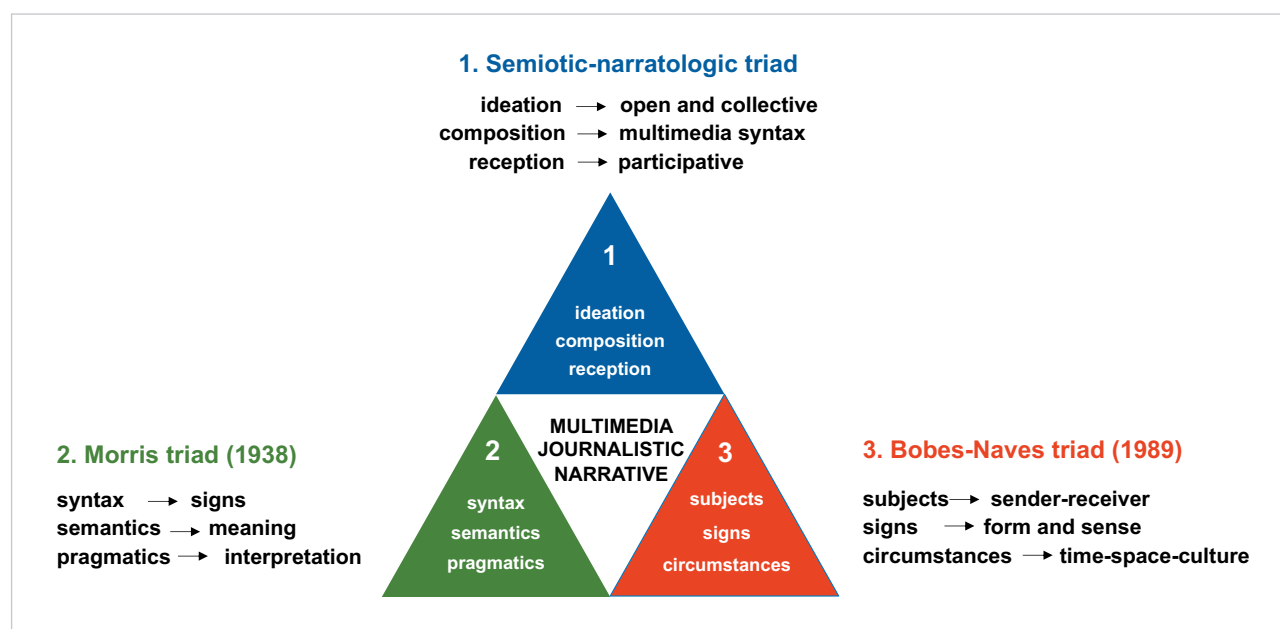 1. Semiotic-narratologic triad
ideation → open and collective
composition → multimedia syntax
reception → participative
1
ideation
composition
reception
MULTIMEDIA
JOURNALISTIC
NARRATIVE
2. Morris triad (1938)
syntax → signs
semantics → meaning
pragmatics → interpretation
2
syntax
semantics
pragmatics
3
subjects
signs
circumstances
3. Bobes-Naves triad (1989)
subjects → sender-receiver
signs → form and sense
circumstances → time-space-culture